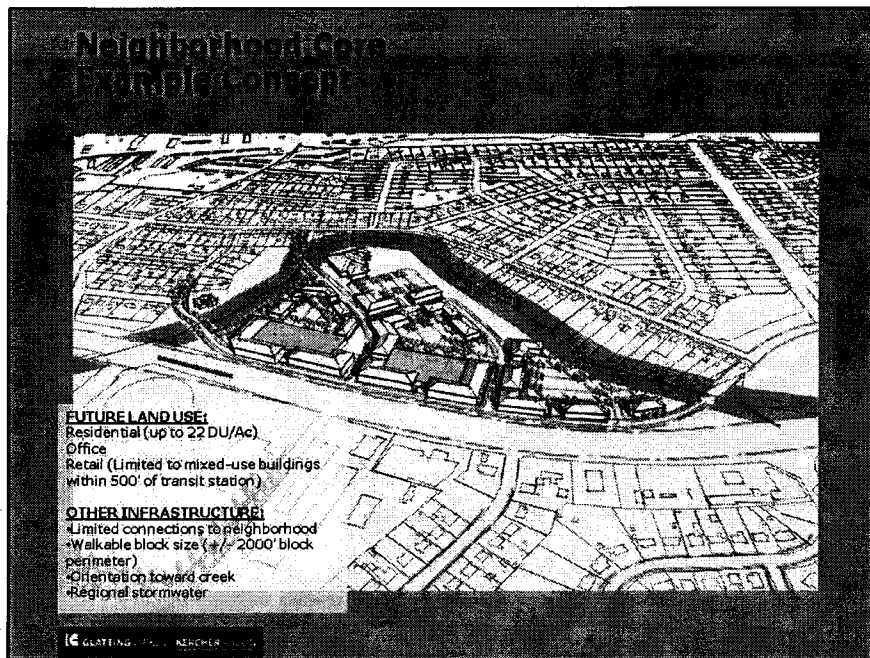 Neighborhood Core
Example Concept
FUTURE LAND USE:
Residential (up to 22 DU/Ac)
Office
Retail (Limited to mixed-use buildings
within 500' of transit station)
OTHER INFRASTRUCTURE:
•Limited connections to neighborhood
•Walkable block size (+/- 2000' block
perimeter)
•Orientation toward creek
•Regional stormwater
GLATTING KERCHER